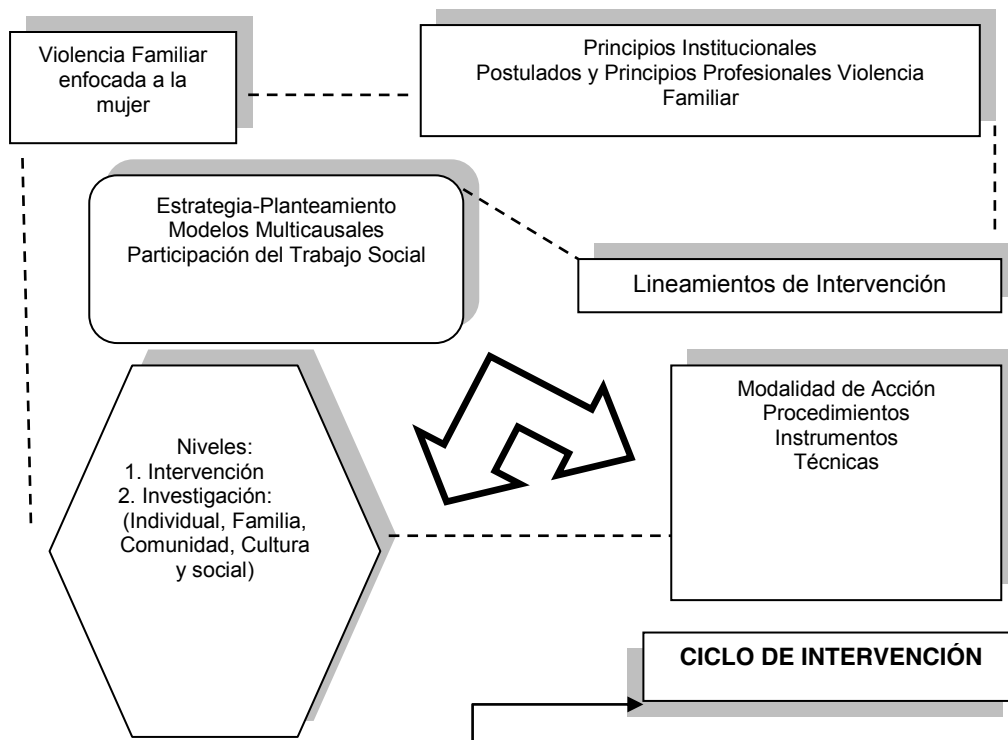 Violencia Familiar
enfocada a la
mujer
Principios Institucionales
Postulados y Principios Profesionales Violencia
Familiar
Estrategia-Planteamiento
Modelos Multicausales
Participación del Trabajo Social
Lineamientos de Intervención
Niveles:
1. Intervención
2. Investigación:
(Individual, Familia,
Comunidad, Cultura
y social)
Modalidad de Acción
Procedimientos
Instrumentos
Técnicas
CICLO DE INTERVENCIÓN